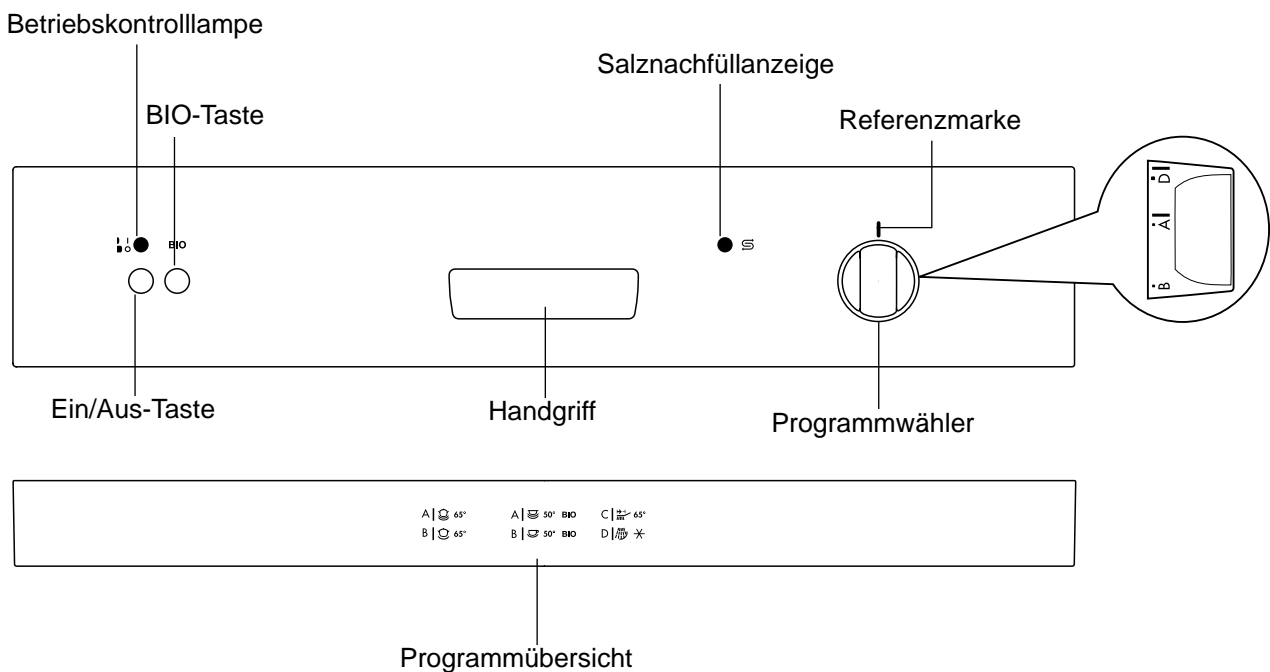 Betriebskontrolllampe
Salznachfüllanzeige
BIO-Taste
Referenzmarke
BIO
D
A
B
Ein/Aus-Taste
Handgriff
Programmwähler
A 65° A 50° BIO C 65°
B 65° B 50° BIO D
Programmübersicht